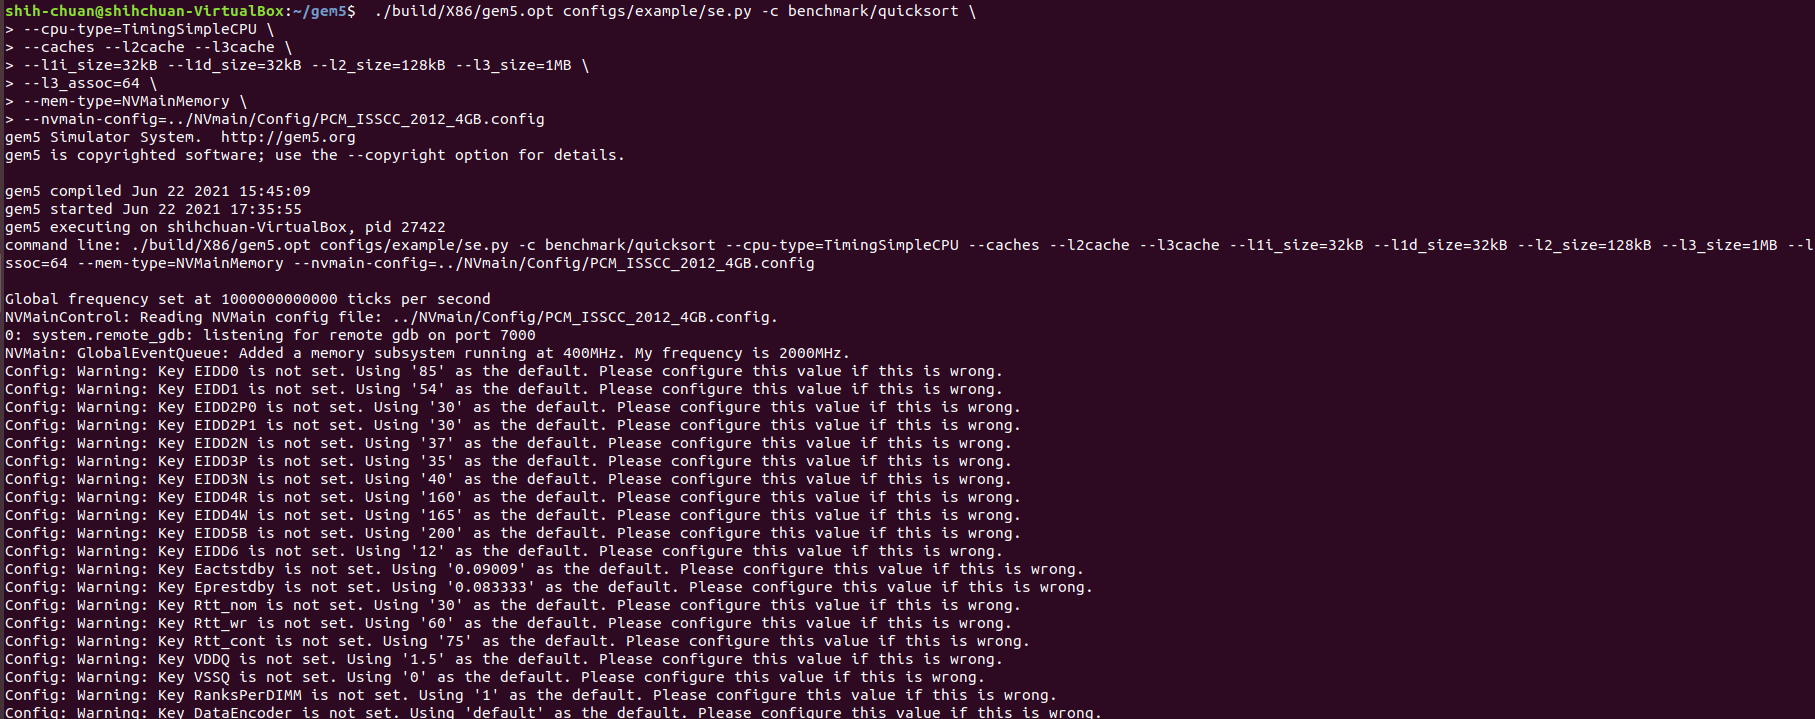 shih-chuan@shihchuan-VirtualBox:~/gem5$  ./build/X86/gem5.opt configs/example/se.py -c benchmark/quicksort \
> --cpu-type=TimingSimpleCPU \
> --caches --l2cache --l3cache \
> --l1i_size=32kB --l1d_size=32kB --l2_size=128kB --l3_size=1MB \
> --l3_assoc=64 \
> --mem-type=NVMainMemory \
> --nvmain-config=../NVmain/Config/PCM_ISSCC_2012_4GB.config
gem5 Simulator System.  http://gem5.org
gem5 is copyrighted software; use the --copyright option for details.
gem5 compiled Jun 22 2021 15:45:09
gem5 started Jun 22 2021 17:35:55
gem5 executing on shihchuan-VirtualBox, pid 27422
command line: ./build/X86/gem5.opt configs/example/se.py -c benchmark/quicksort --cpu-type=TimingSimpleCPU --caches --l2cache --l3cache --l1i_size=32kB --l1d_size=32kB --l2_size=128kB --l3_size=1MB --l
ssoc=64 --mem-type=NVMainMemory --nvmain-config=../NVmain/Config/PCM_ISSCC_2012_4GB.config
Global frequency set at 1000000000000 ticks per second
NVMainControl: Reading NVMain config file: ../NVmain/Config/PCM_ISSCC_2012_4GB.config.
0: system.remote_gdb: listening for remote gdb on port 7000
NVMain: GlobalEventQueue: Added a memory subsystem running at 400MHz. My frequency is 2000MHz.
Config: Warning: Key EIDD0 is not set. Using '85' as the default. Please configure this value if this is wrong.
Config: Warning: Key EIDD1 is not set. Using '54' as the default. Please configure this value if this is wrong.
Config: Warning: Key EIDD2P0 is not set. Using '30' as the default. Please configure this value if this is wrong.
Config: Warning: Key EIDD2P1 is not set. Using '30' as the default. Please configure this value if this is wrong.
Config: Warning: Key EIDD2N is not set. Using '37' as the default. Please configure this value if this is wrong.
Config: Warning: Key EIDD3P is not set. Using '35' as the default. Please configure this value if this is wrong.
Config: Warning: Key EIDD3N is not set. Using '40' as the default. Please configure this value if this is wrong.
Config: Warning: Key EIDD4R is not set. Using '160' as the default. Please configure this value if this is wrong.
Config: Warning: Key EIDD4W is not set. Using '165' as the default. Please configure this value if this is wrong.
Config: Warning: Key EIDD5B is not set. Using '200' as the default. Please configure this value if this is wrong.
Config: Warning: Key EIDD6 is not set. Using '12' as the default. Please configure this value if this is wrong.
Config: Warning: Key Eactstdby is not set. Using '0.09009' as the default. Please configure this value if this is wrong.
Config: Warning: Key Eprestdby is not set. Using '0.083333' as the default. Please configure this value if this is wrong.
Config: Warning: Key Rtt_nom is not set. Using '30' as the default. Please configure this value if this is wrong.
Config: Warning: Key Rtt_wr is not set. Using '60' as the default. Please configure this value if this is wrong.
Config: Warning: Key Rtt_cont is not set. Using '75' as the default. Please configure this value if this is wrong.
Config: Warning: Key VDDQ is not set. Using '1.5' as the default. Please configure this value if this is wrong.
Config: Warning: Key VSSQ is not set. Using '0' as the default. Please configure this value if this is wrong.
Config: Warning: Key RanksPerDIMM is not set. Using '1' as the default. Please configure this value if this is wrong.
Config: Warning: Key DataEncoder is not set. Using 'default' as the default. Please configure this value if this is wrong.